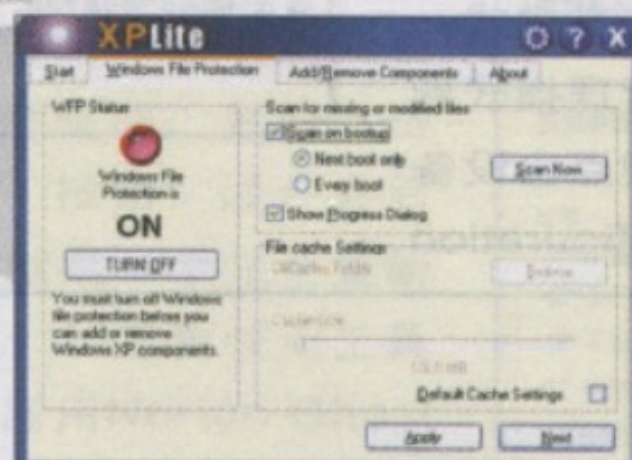 XPLite
? X
Start Windows File Protection Add/Remove Components About
WFP Status
Windows File
Protection is
ON
TURN OFF
You must turn off Windows
file protection before you
can add or remove
Windows XP components.
Scan for missing or modified files
Scan on bootup
Next boot only
Every boot
Scan Now
Show Progress Dialog
File cache Settings
DllCache Folder
Browse
Default Cache Settings
Apply
Next